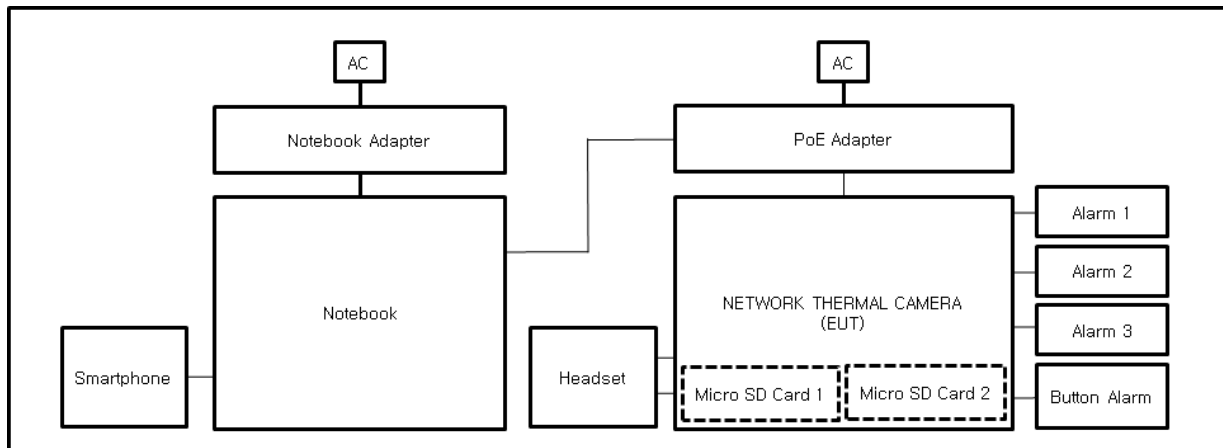 AC
AC
Notebook Adapter
PoE Adapter
Alarm 1
Alarm 2
Notebook
NETWORK THERMAL CAMERA
(EUT)
Alarm 3
Smartphone
Headset
Micro SD Card 1
Micro SD Card 2
Button Alarm